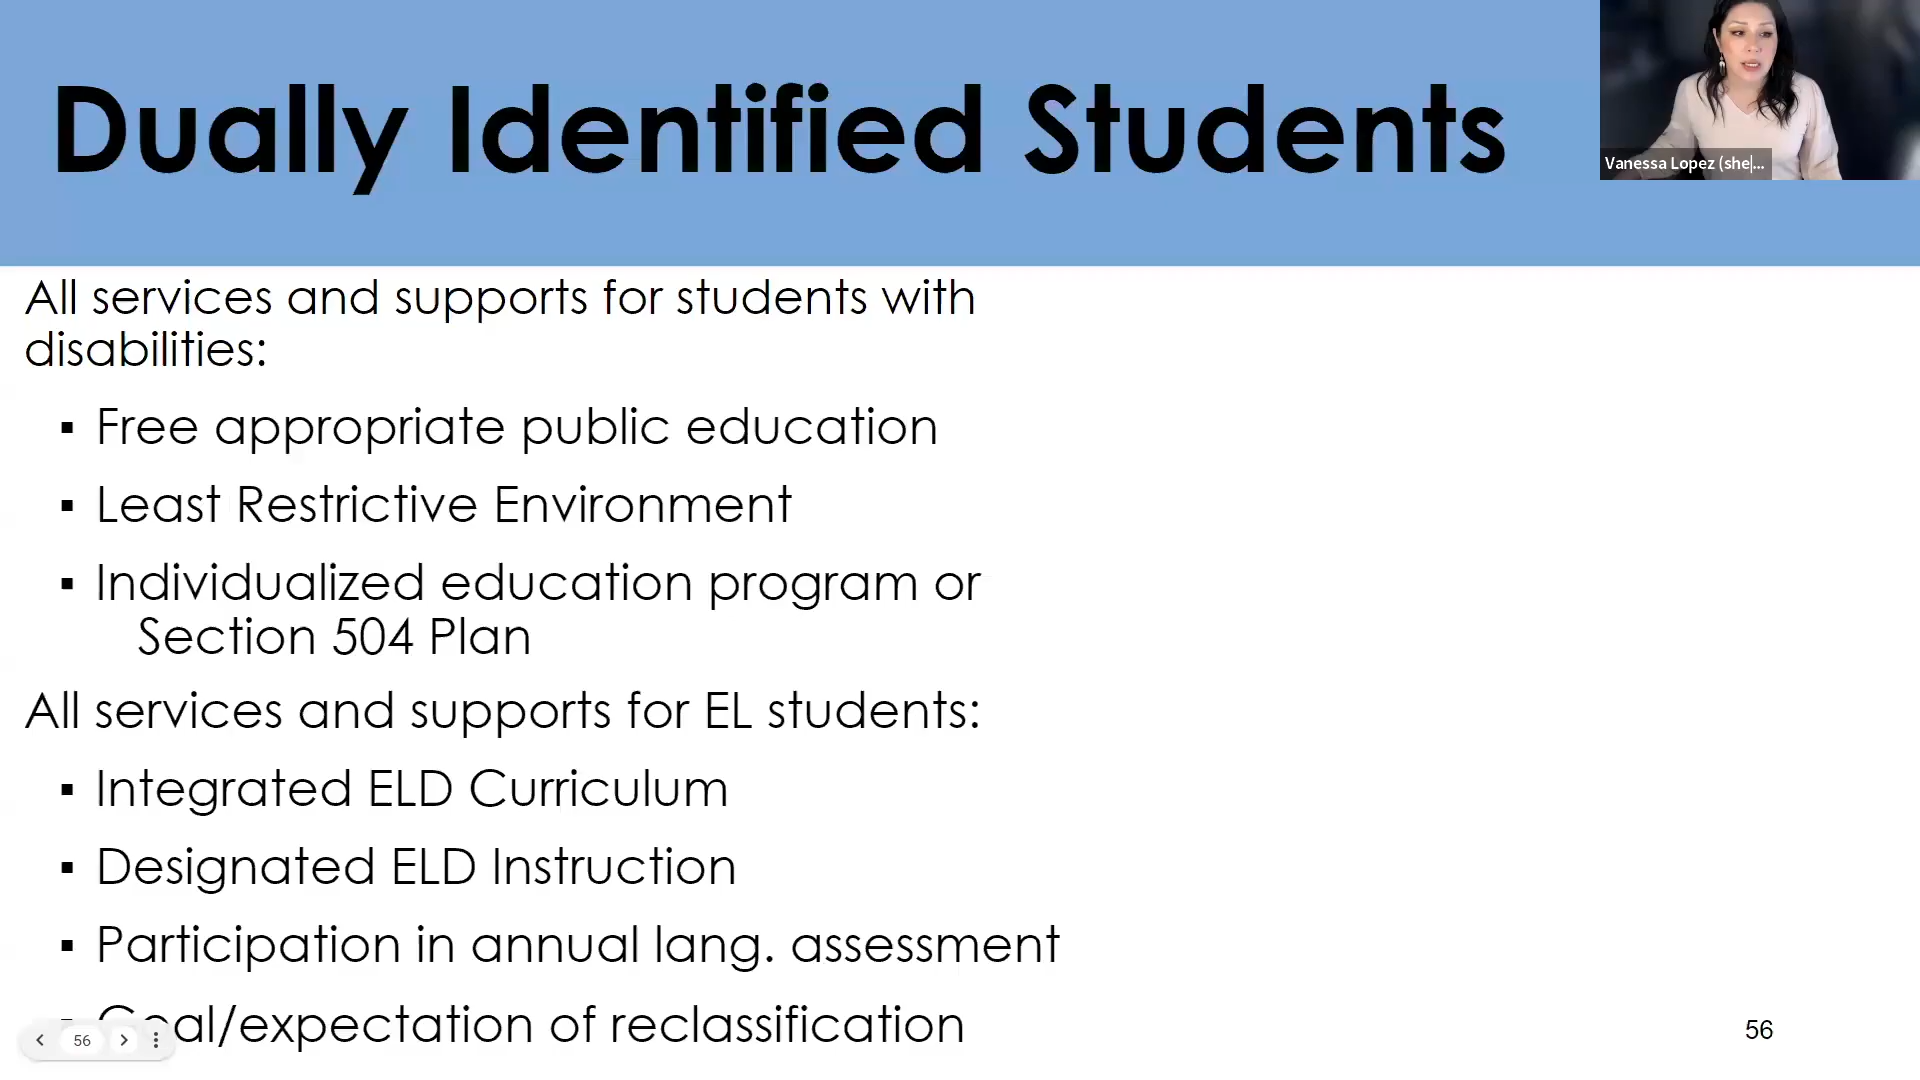 Dually Identified Students
Vanessa Lopez (she|...
All services and supports for students with
disabilities:
▪ Free appropriate public education
▪ Least Restrictive Environment
▪ Individualized education program or
Section 504 Plan
All services and supports for EL students:
▪ Integrated ELD Curriculum
▪ Designated ELD Instruction
▪ Participation in annual lang. assessment
▪ Goal/expectation of reclassification
56
56